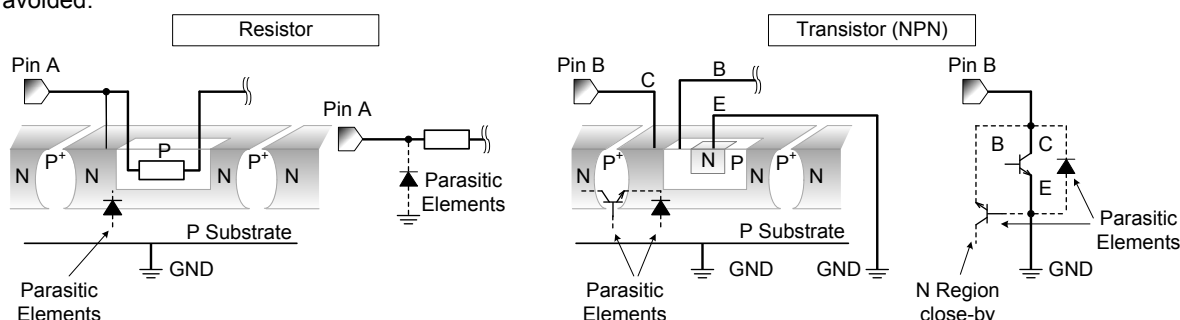 avoided.
Resistor
Transistor (NPN)
Pin A
Pin A
P
N P+ N N P+ N
Parasitic
Elements
P Substrate
GND
Parasitic
Elements
Pin B
C
B
E
N P+ N P N P+ N
P Substrate
GND
GND
Parasitic
Elements
Pin B
B C
E
Parasitic
Elements
GND
N Region
close-by